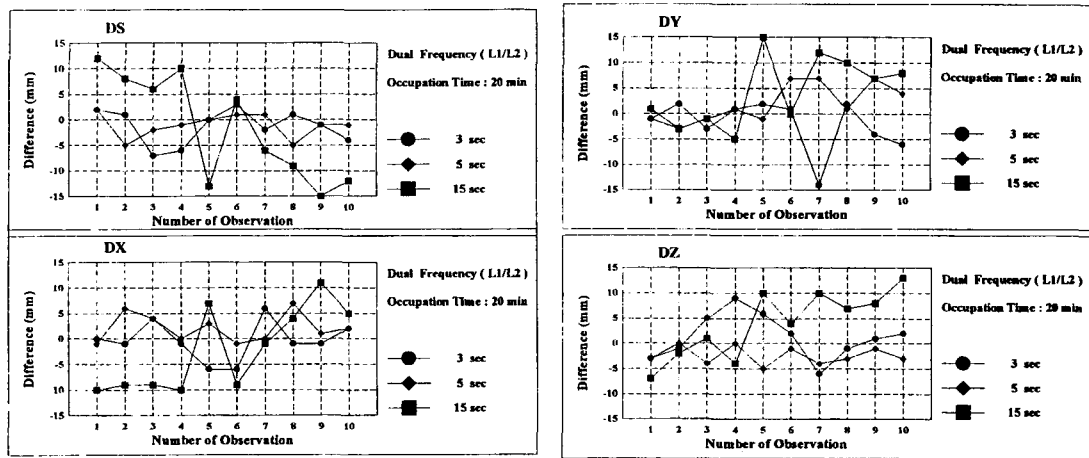 DS
Difference (mm)
15
10
5
0
-5
-10
-15
1 2 3 4 5 6 7 8 9 10
Number of Observation
Dual Frequency ( L1/L2 )
Occupation Time : 20 min
3 sec
5 sec
15 sec
DY
Difference (mm)
15
10
5
0
-5
-10
-15
1 2 3 4 5 6 7 8 9 10
Number of Observation
Dual Frequency ( L1/L2 )
Occupation Time : 20 min
3 sec
5 sec
15 sec
DX
Difference (mm)
15
10
5
0
-5
-10
-15
1 2 3 4 5 6 7 8 9 10
Number of Observation
Dual Frequency ( L1/L2 )
Occupation Time : 20 min
3 sec
5 sec
15 sec
DZ
Difference (mm)
15
10
5
0
-5
-10
-15
1 2 3 4 5 6 7 8 9 10
Number of Observation
Dual Frequency ( L1/L2 )
Occupation Time : 20 min
3 sec
5 sec
15 sec